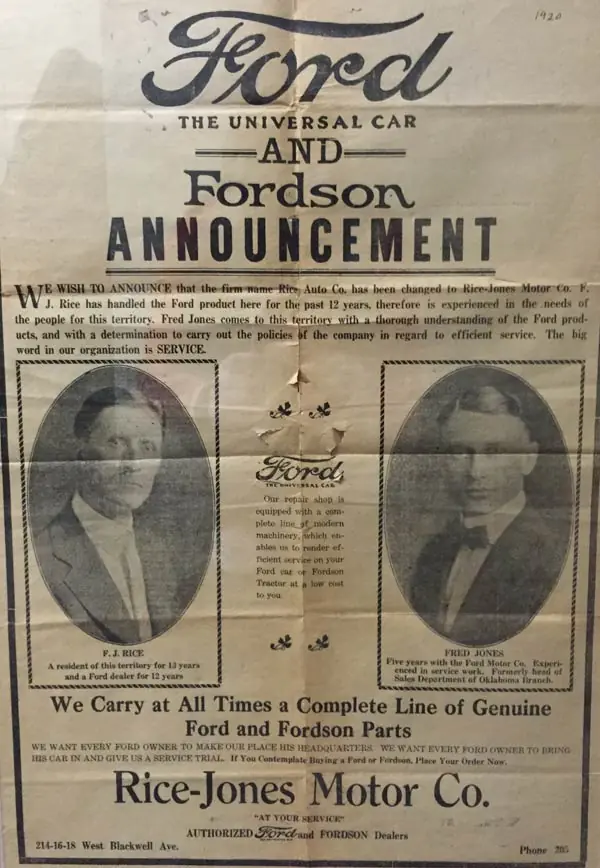 1920
Ford
THE UNIVERSAL CAR
AND
Fordson
ANNOUNCEMENT
WE WISH TO ANNOUNCE that the firm name Rice Auto Co. has been changed to Rice-Jones Motor Co. F.
J. Rice has handled the Ford product here for the past 12 years, therefore is experienced in the needs of
the people for this territory. Fred Jones comes to this territory with a thorough understanding of the Ford prod-
ucts, and with a determination to carry out the policies of the company in regard to efficient service. The big
word in our organization is SERVICE.
Ford
THE UNIVERSAL CAR
Our repair shop is
equipped with a com-
plete line of modern
machinery, which en-
ables us to render ef-
ficient service on your
Ford car or Fordson
Tractor at a low cost
to you.
F. J. RICE
A resident of this territory for 13 years
and a Ford dealer for 12 years
FRED JONES
Five years with the Ford Motor Co. Experi-
enced in service work. Formerly head of
Sales Department of Oklahoma Branch.
We Carry at All Times a Complete Line of Genuine
Ford and Fordson Parts
WE WANT EVERY FORD OWNER TO MAKE OUR PLACE HIS HEADQUARTERS. WE WANT EVERY FORD OWNER TO BRING
HIS CAR IN AND GIVE US A SERVICE TRIAL. If You Contemplate Buying a Ford or Fordson, Place Your Order Now.
Rice-Jones Motor Co.
"AT YOUR SERVICE"
AUTHORIZED Ford and FORDSON Dealers
214-16-18 West Blackwell Ave.
Phone 205